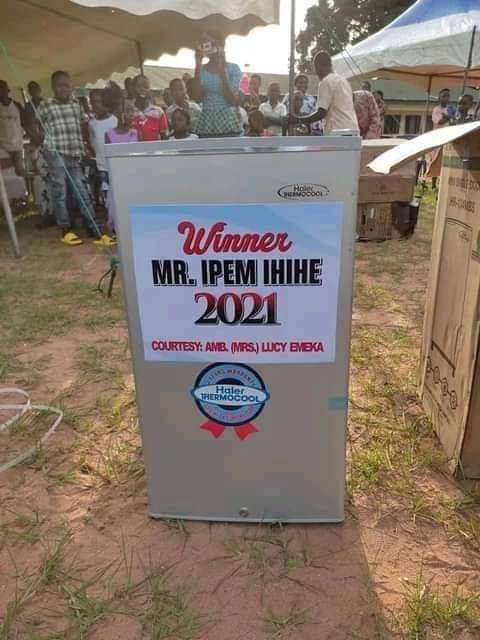 Haier
THERMOCOOL
Winner
MR. IPEM IHIHE
2021
COURTESY: AMB. (MRS.) LUCY EMEKA
Haier
THERMOCOOL